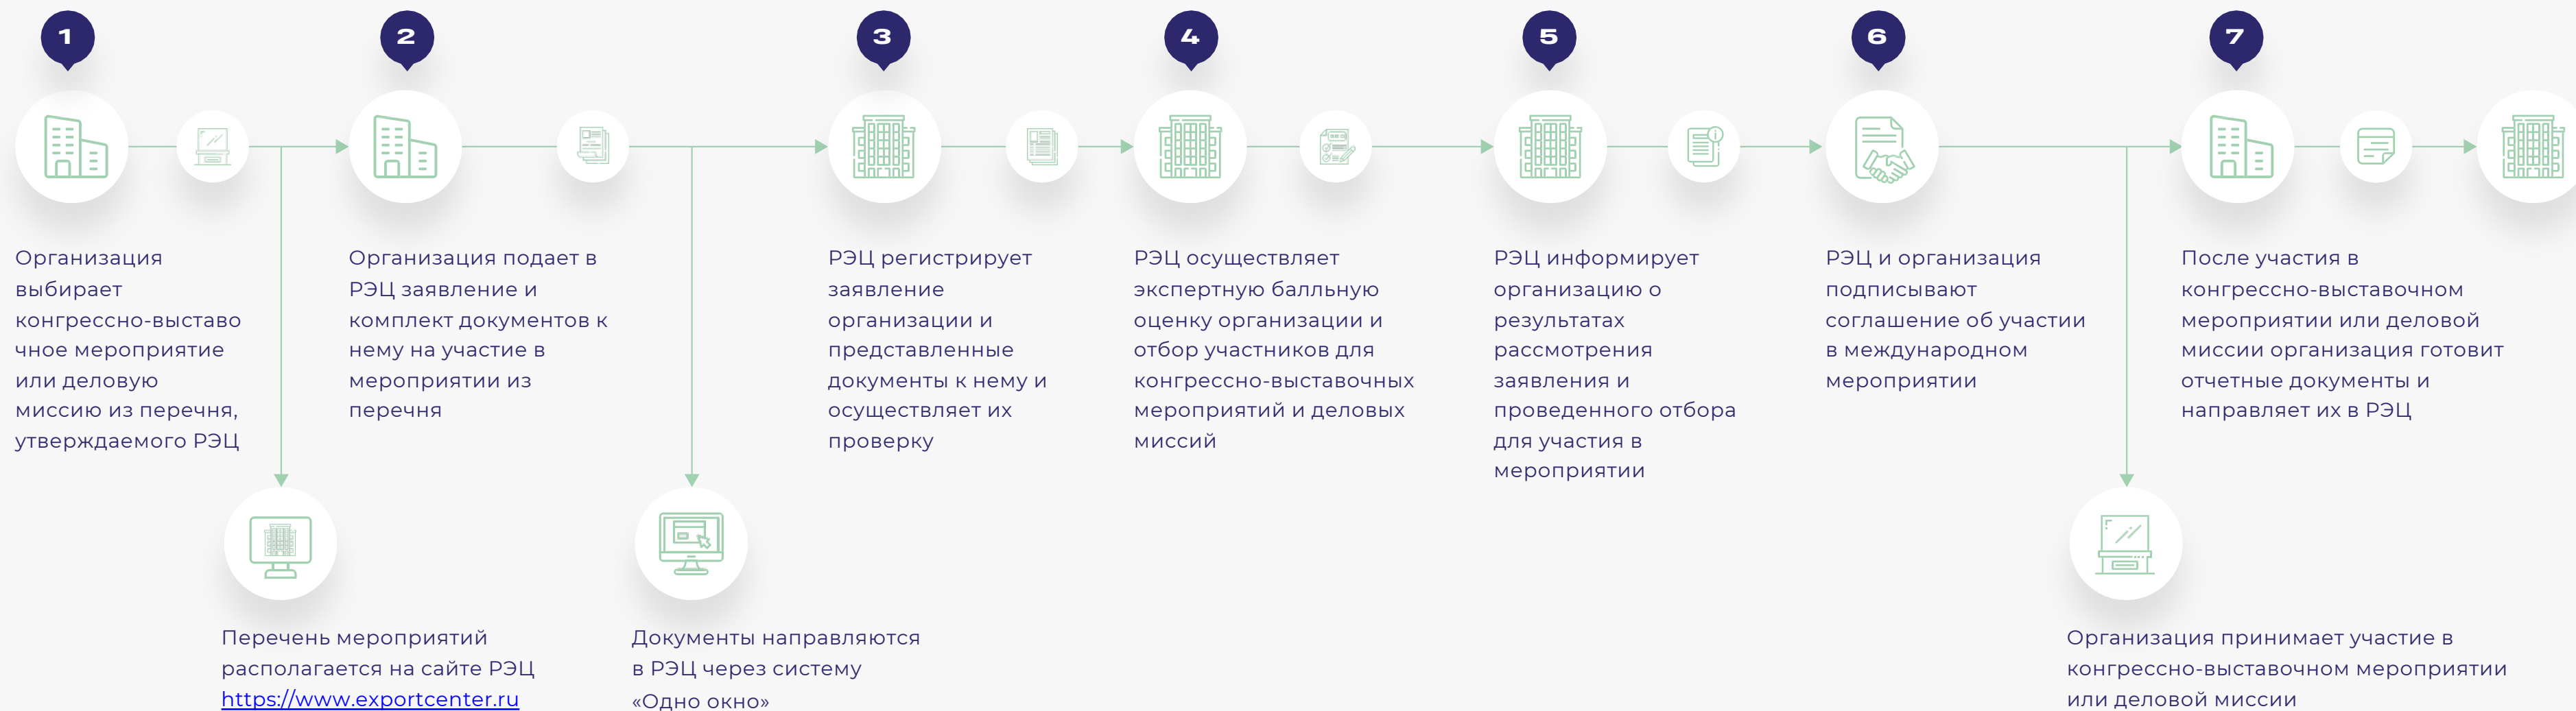 1
2
3
4
5
6
7
Организация
выбирает
конгрессно-выставо
чное мероприятие
или деловую
миссию из перечня,
утверждаемого РЭЦ
Организация подает в
РЭЦ заявление и
комплект документов к
нему на участие в
мероприятии из
перечня
РЭЦ регистрирует
заявление
организации и
представленные
документы к нему и
осуществляет их
проверку
РЭЦ осуществляет
экспертную балльную
оценку организации и
отбор участников для
конгрессно-выставочных
мероприятий и деловых
миссий
РЭЦ информирует
организацию о
результатах
рассмотрения
заявления и
проведенного отбора
для участия в
мероприятии
РЭЦ и организация
подписывают
соглашение об участии
в международном
мероприятии
После участия в
конгрессно-выставочном
мероприятии или деловой
миссии организация готовит
отчетные документы и
направляет их в РЭЦ
Перечень мероприятий
располагается на сайте РЭЦ
https://www.exportcenter.ru
Документы направляются
в РЭЦ через систему
«Одно окно»
Организация принимает участие в
конгрессно-выставочном мероприятии
или деловой миссии